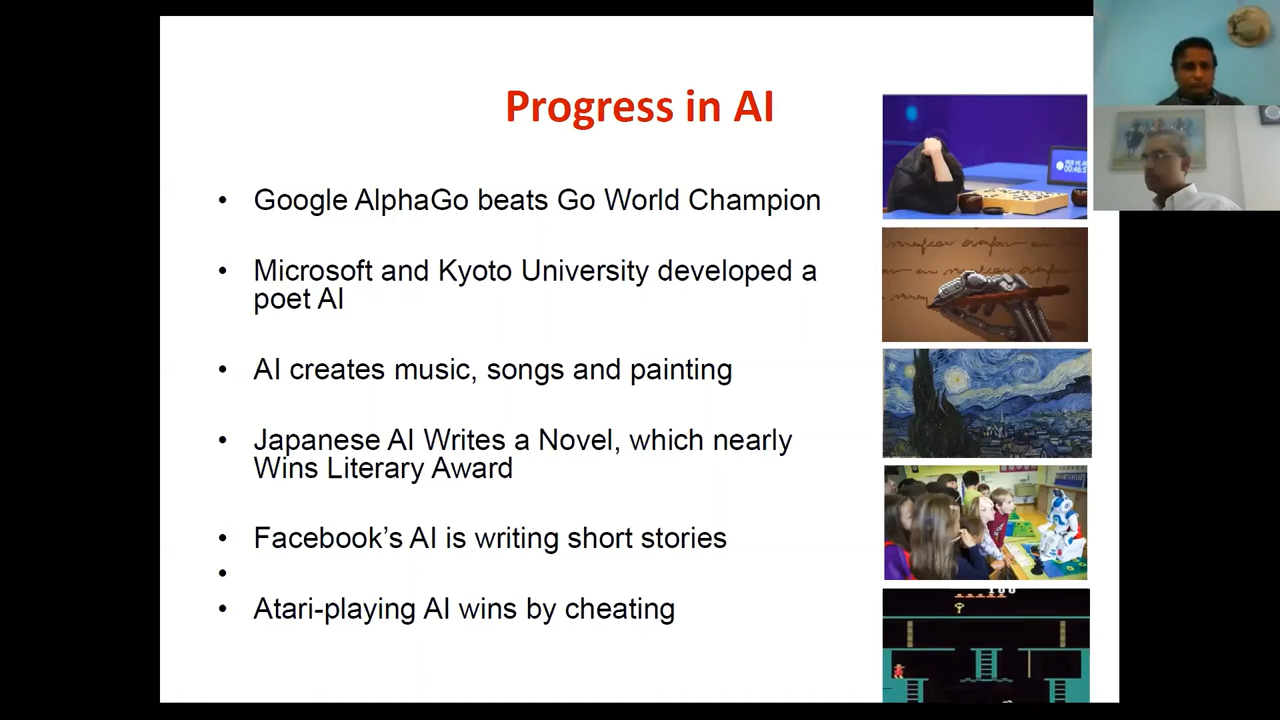 Progress in AI
• Google AlphaGo beats Go World Champion
• Microsoft and Kyoto University developed a
poet AI
• AI creates music, songs and painting
• Japanese AI Writes a Novel, which nearly
Wins Literary Award
• Facebook's AI is writing short stories
•
• Atari-playing AI wins by cheating